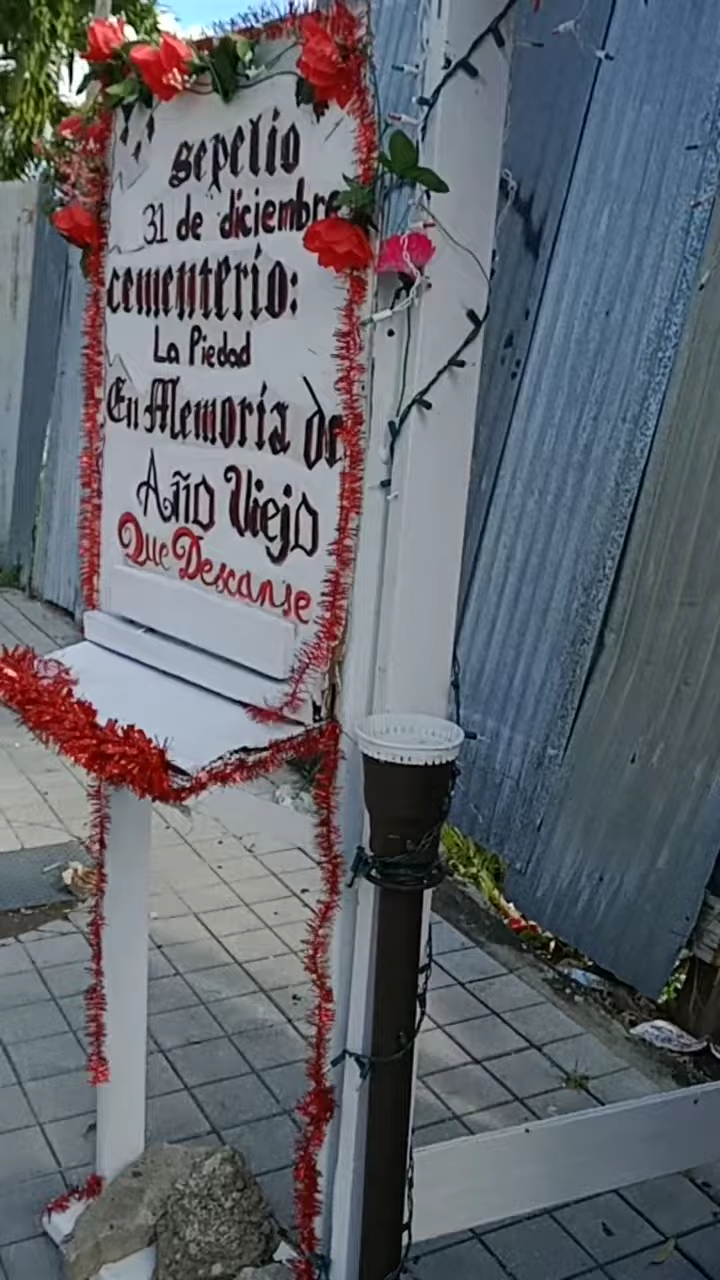 sepelio
31 de diciembre
cementerio:
La Piedad
En Memoria de
Año Viejo
Que Descanse